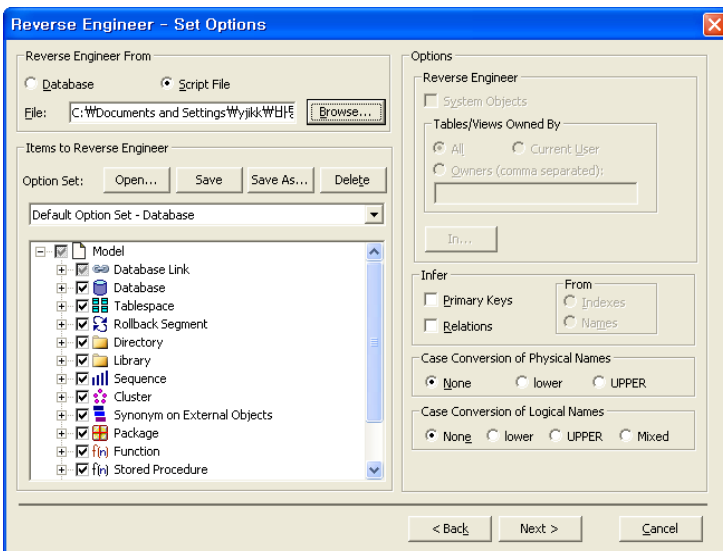 Reverse Engineer - Set Options
Reverse Engineer From
Database
Script File
File: C:₩Documents and Settings₩yjikk₩바 Browse...
Items to Reverse Engineer
Option Set: Open... Save Save As... Delete
Default Option Set - Database
Model
Database Link
Database
Tablespace
Rollback Segment
Directory
Library
Sequence
Cluster
Synonym on External Objects
Package
f(n) Function
f(n) Stored Procedure
Options
Reverse Engineer
System Objects
Tables/Views Owned By
All Current User
Owners (comma separated):
In...
Infer
Primary Keys
Relations
From
Indexes
Names
Case Conversion of Physical Names
None lower UPPER
Case Conversion of Logical Names
None lower UPPER Mixed
< Back Next > Cancel